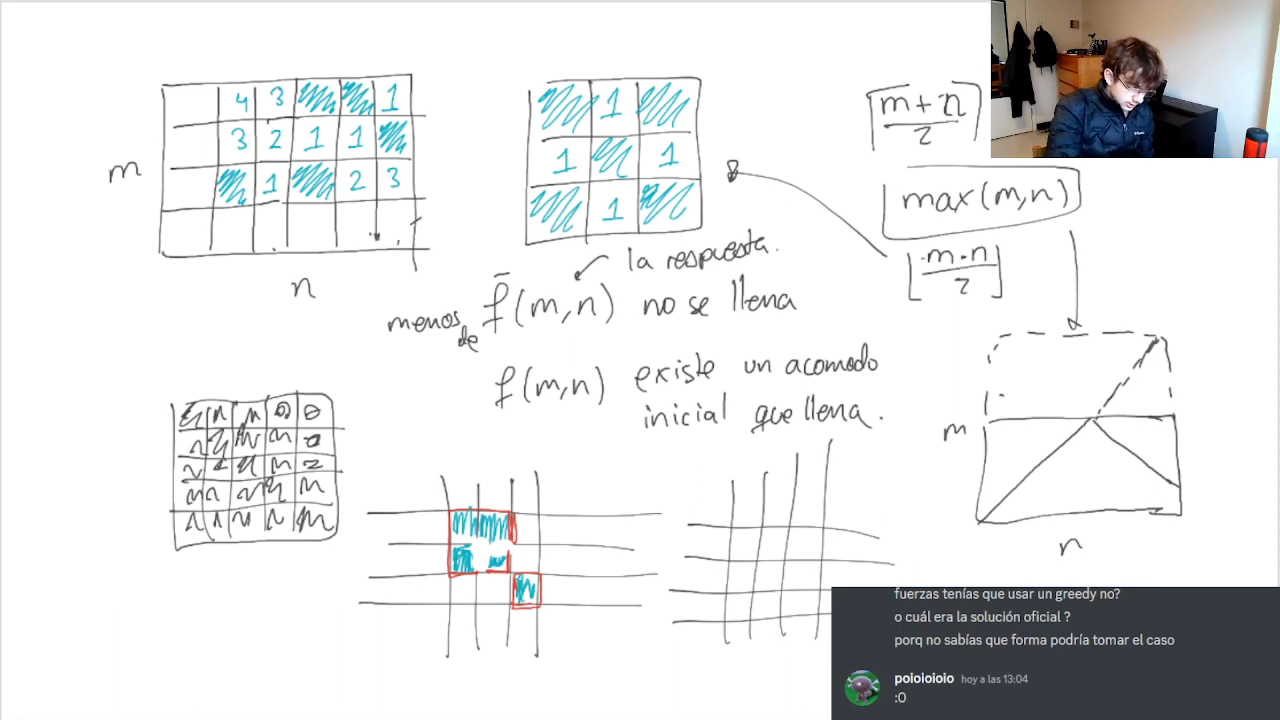 4 3 1
3 2 1 1
1 2 3
m
n
1
1 1
1
m + n
2
max(m,n)
m · n
2
la respuesta.
menos de f(m,n) no se llena
f(m,n) existe un acomodo
inicial que llena.
m
n
fuerzas tenías que usar un greedy no?
o cuál era la solución oficial ?
porq no sabías que forma podría tomar el caso
poioioioio hoy a las 13:04
:O